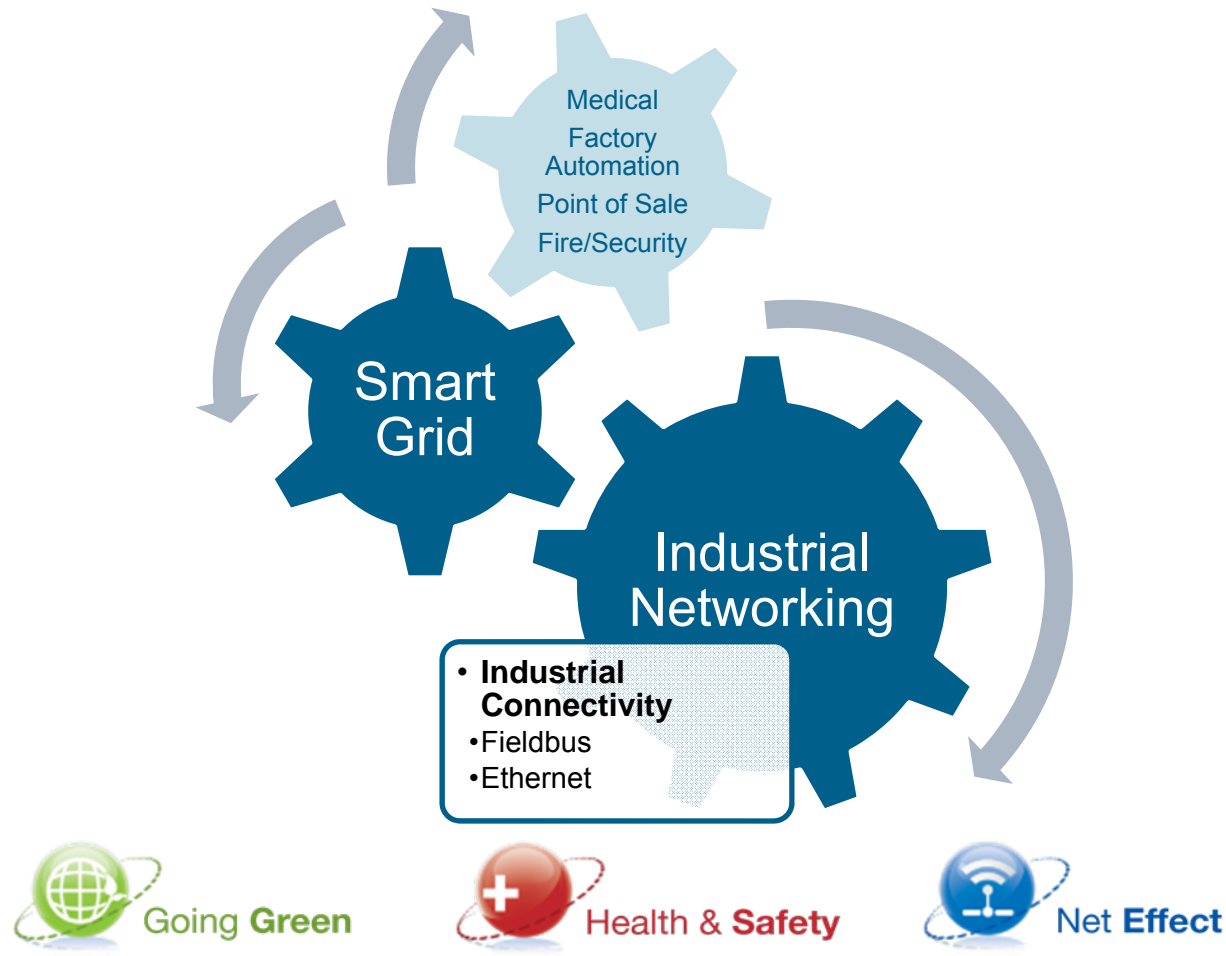 Medical
Factory
Automation
Point of Sale
Fire/Security
Smart
Grid
Industrial
Networking
• Industrial
Connectivity
•Fieldbus
•Ethernet
Going Green
Health & Safety
Net Effect